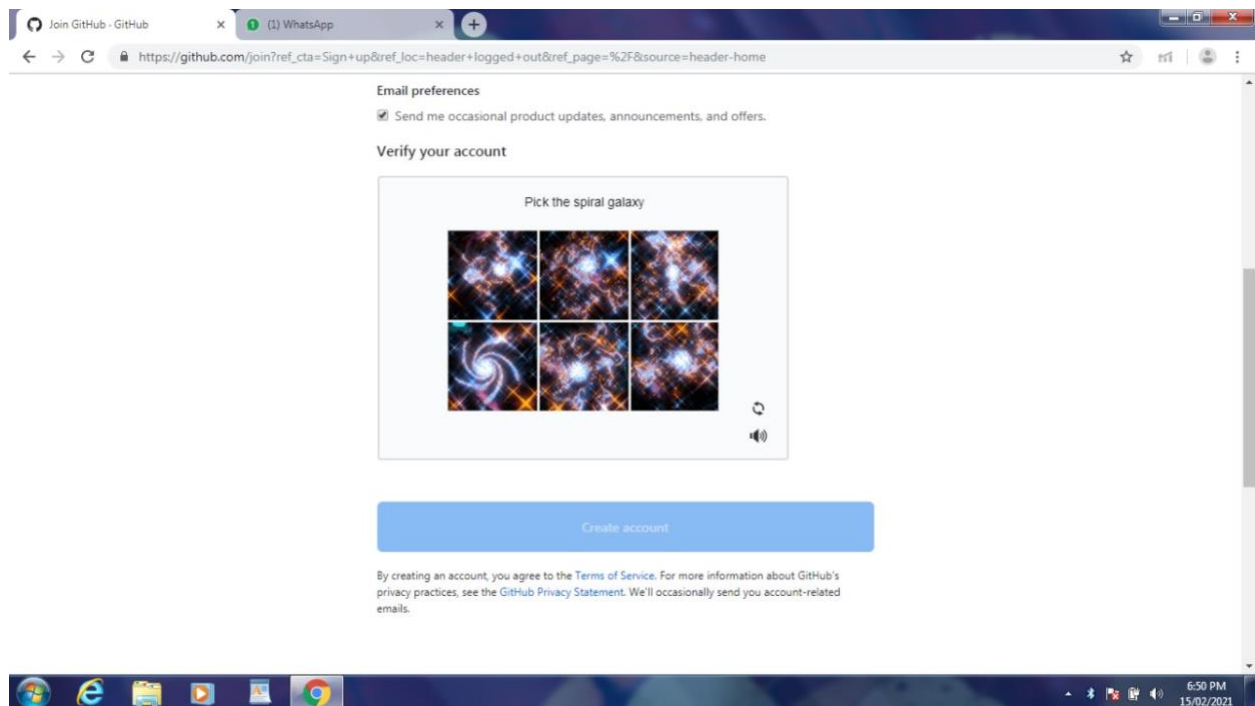 Join GitHub · GitHub
(1) WhatsApp
https://github.com/join?ref_cta=Sign+up&ref_loc=header+logged+out&ref_page=%2F&source=header-home
Email preferences
Send me occasional product updates, announcements, and offers.
Verify your account
Pick the spiral galaxy
Create account
By creating an account, you agree to the Terms of Service. For more information about GitHub's
privacy practices, see the GitHub Privacy Statement. We'll occasionally send you account-related
emails.
6:50 PM
15/02/2021